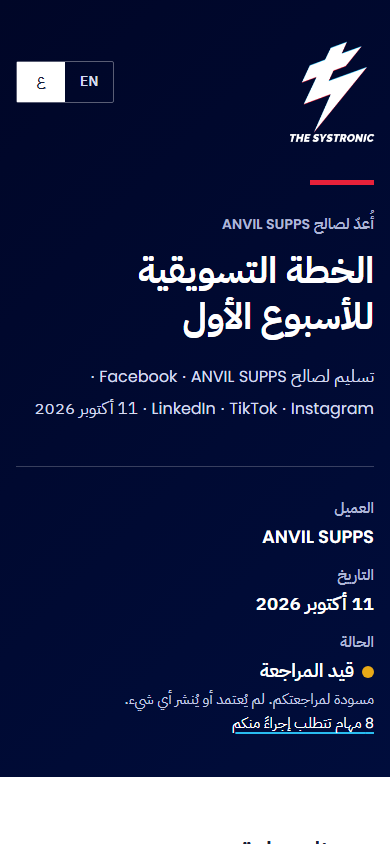 ع
EN
THE SYSTRONIC
أُعدّ لصالح ANVIL SUPPS
الخطة التسويقية
للأسبوع الأول
تسليم لصالح ANVIL SUPPS · Facebook ·
Instagram · TikTok · LinkedIn · 11 أكتوبر 2026
العميل
ANVIL SUPPS
التاريخ
11 أكتوبر 2026
الحالة
قيد المراجعة
مسودة لمراجعتكم. لم يُعتمد أو يُنشر أي شيء.
8 مهام تتطلب إجراءً منكم